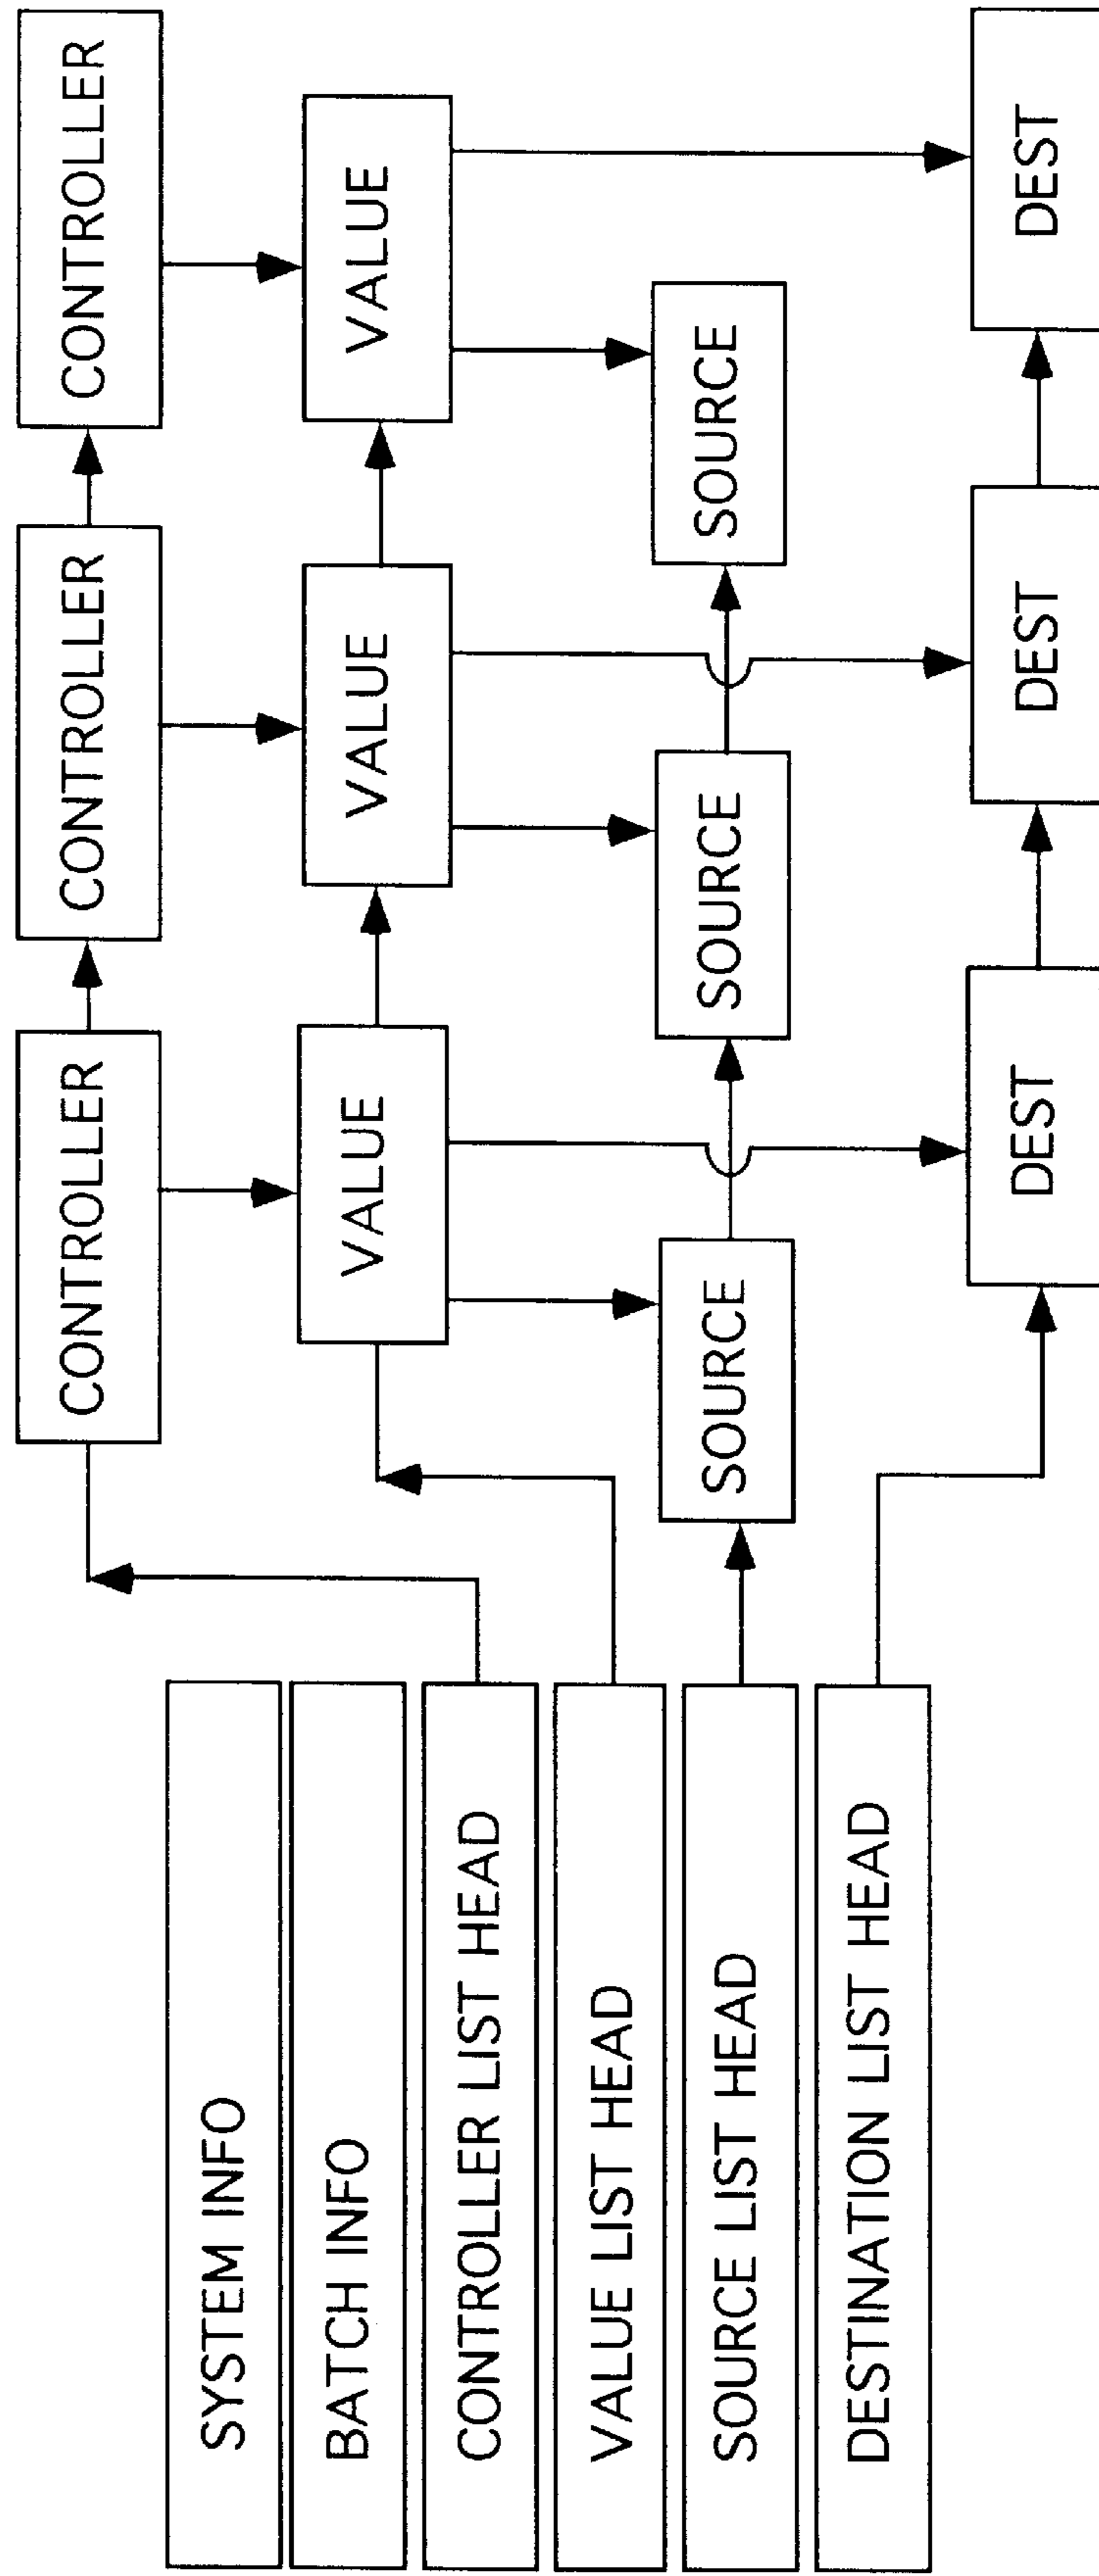 SYSTEM INFO
BATCH INFO
CONTROLLER LIST HEAD
VALUE LIST HEAD
SOURCE LIST HEAD
DESTINATION LIST HEAD
CONTROLLER
CONTROLLER
CONTROLLER
VALUE
VALUE
VALUE
SOURCE
SOURCE
SOURCE
DEST
DEST
DEST